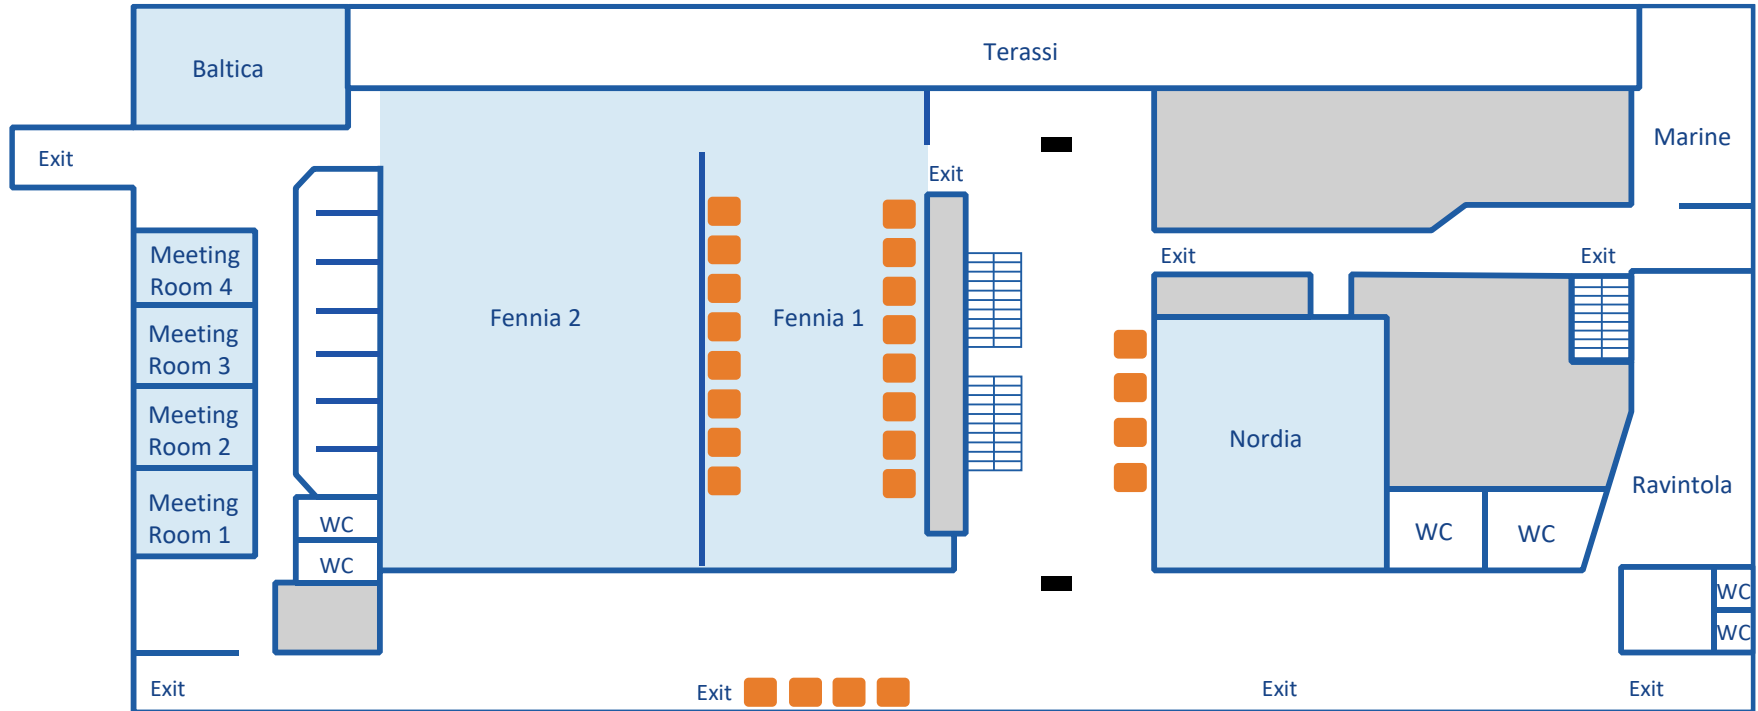 Terassi
Baltica
Marine
Exit
Exit
Meeting
Room 4
Exit
Exit
Meeting
Room 3
Fennia 2
Fennia 1
Meeting
Room 2
Nordia
Meeting
Room 1
Ravintola
WC
WC
WC
WC
WC
WC
Exit
Exit
Exit
Exit